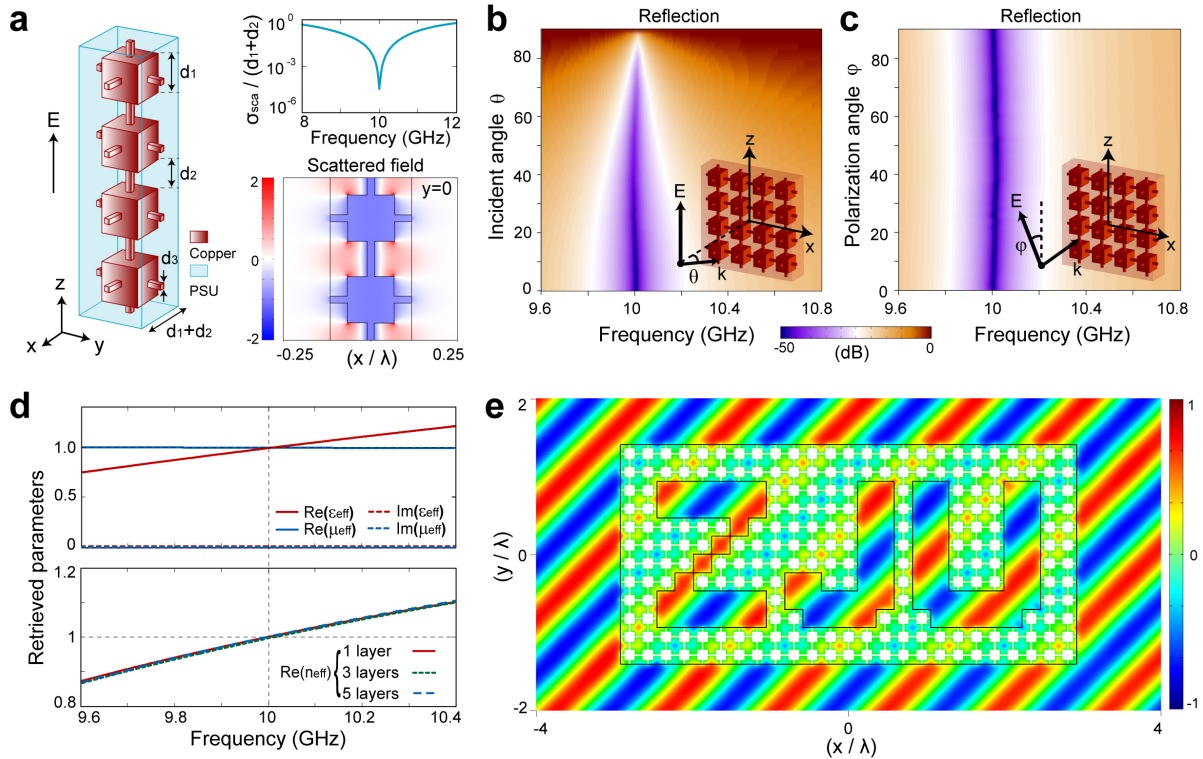 a
E
d₁
d₂
d₃
Copper
PSU
d₁+d₂
z
x
y
σsca / (d₁+d₂)
10⁰
10⁻³
10⁻⁶
8 10 12
Frequency (GHz)
Scattered field
y=0
2
0
-2
-0.25 (x / λ) 0.25
b
Reflection
Incident angle θ
80
60
40
20
0
9.6 10 10.4 10.8
Frequency (GHz)
E
θ
k
z
x
c
Reflection
Polarization angle φ
80
60
40
20
0
9.6 10 10.4 10.8
Frequency (GHz)
E
φ
k
z
x
-50 (dB) 0
d
Retrieved parameters
1.0
0.5
0
Re(εeff) Im(εeff)
Re(μeff) Im(μeff)
1.2
1
0.8
Re(neff)
1 layer
3 layers
5 layers
9.6 9.8 10 10.2 10.4
Frequency (GHz)
e
(y / λ)
2
0
-2
-4 0 4
(x / λ)
1
0
-1
ZJU